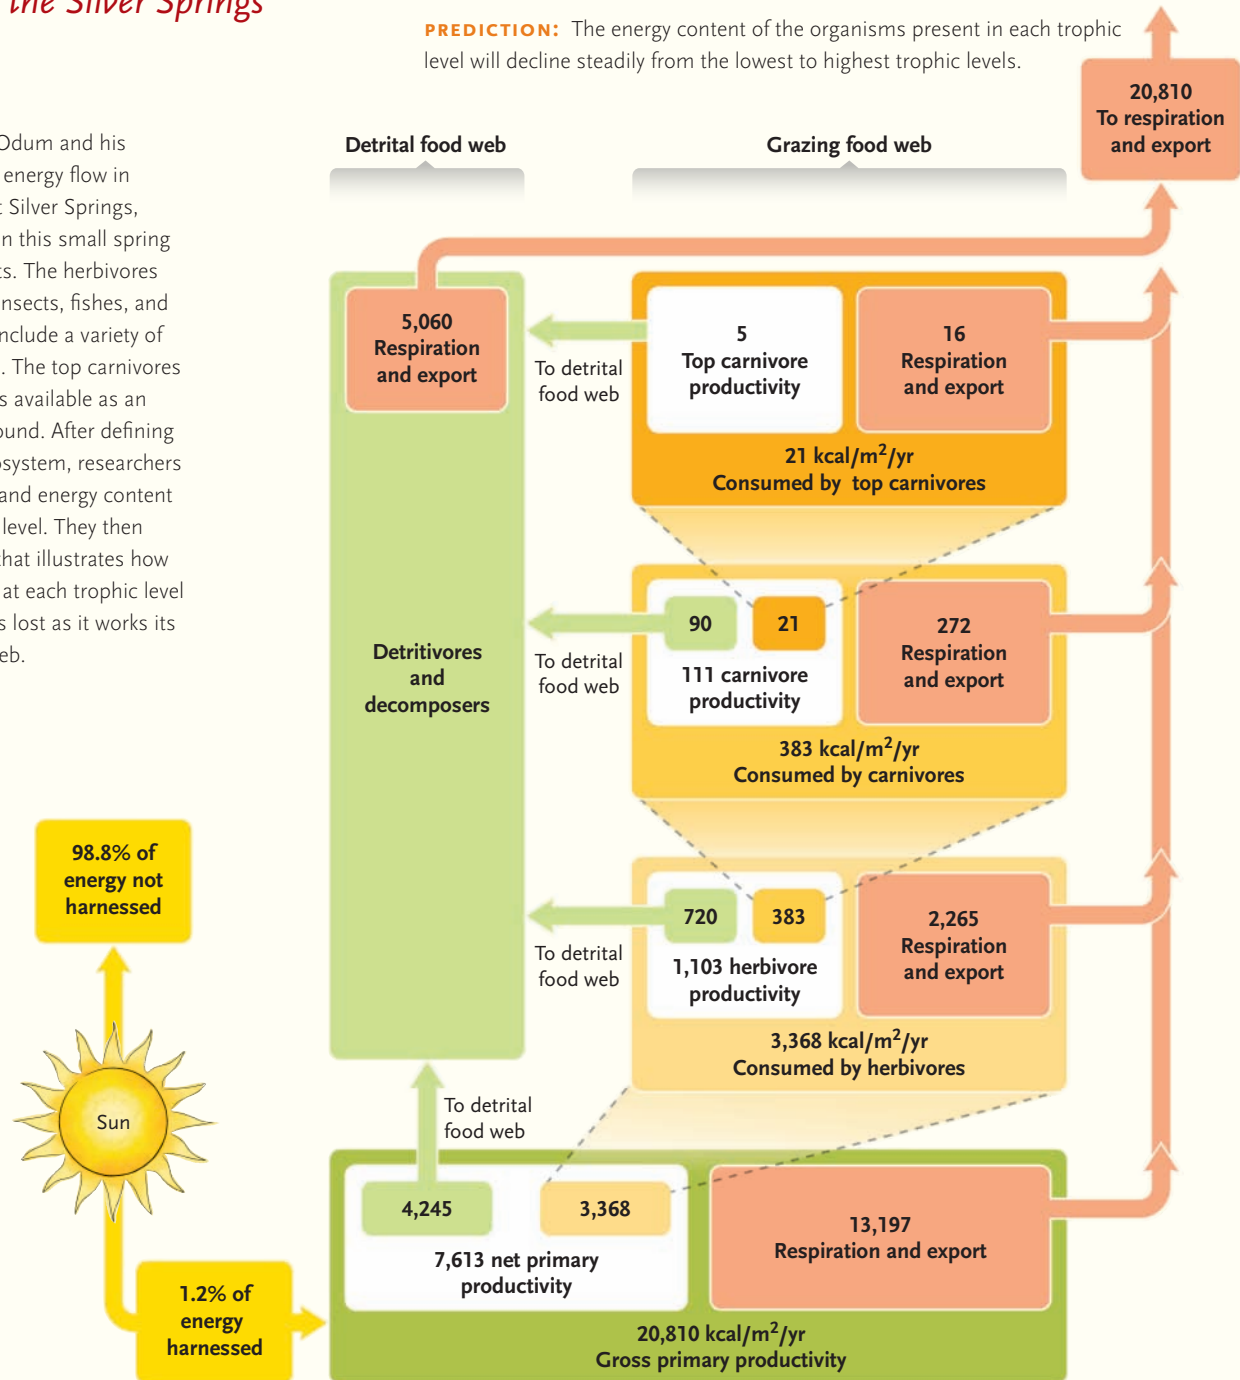 the Silver Springs
PREDICTION: The energy content of the organisms present in each trophic
level will decline steadily from the lowest to highest trophic levels.
Odum and his
energy flow in
t Silver Springs,
n this small spring
ts. The herbivores
insects, fishes, and
nclude a variety of
. The top carnivores
s available as an
ound. After defining
osystem, researchers
and energy content
level. They then
that illustrates how
at each trophic level
s lost as it works its
eb.
20,810
To respiration
and export
Detrital food web
Grazing food web
5,060
Respiration
and export
To detrital
food web
5
Top carnivore
productivity
16
Respiration
and export
21 kcal/m²/yr
Consumed by top carnivores
Detritivores
and
decomposers
To detrital
food web
90
21
111 carnivore
productivity
272
Respiration
and export
383 kcal/m²/yr
Consumed by carnivores
To detrital
food web
720
383
1,103 herbivore
productivity
2,265
Respiration
and export
3,368 kcal/m²/yr
Consumed by herbivores
98.8% of
energy not
harnessed
Sun
1.2% of
energy
harnessed
To detrital
food web
4,245
3,368
7,613 net primary
productivity
13,197
Respiration and export
20,810 kcal/m²/yr
Gross primary productivity